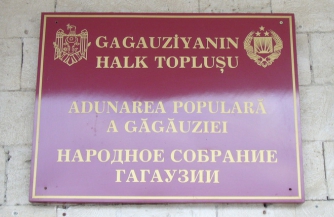 GAGAUZİYANIN
HALK TOPLUŞU
ADUNAREA POPULARĂ
A GĂGĂUZIEI
НАРОДНОЕ СОБРАНИЕ
ГАГАУЗИИ